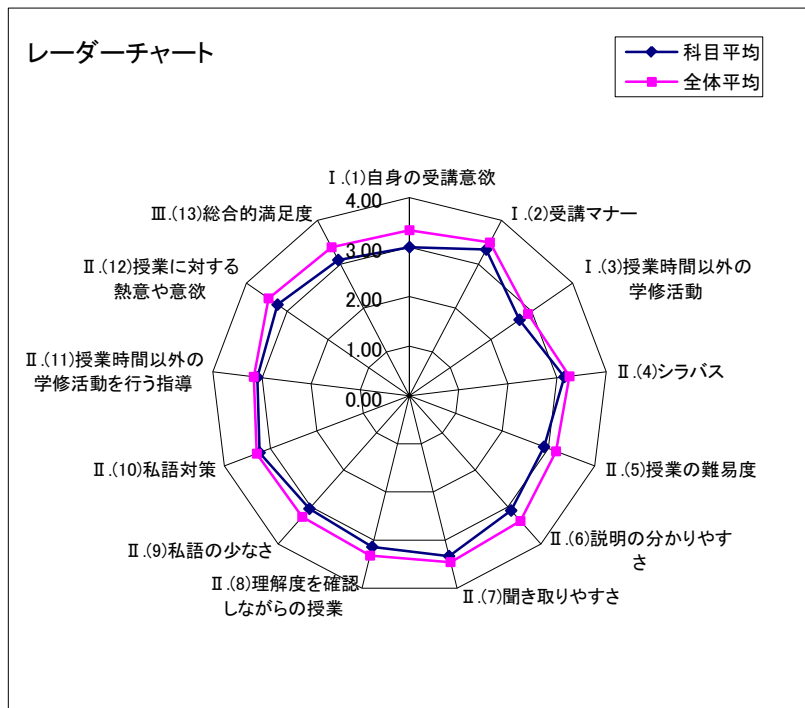 レーダーチャート
科目平均
全体平均
Ⅰ.(1)自身の受講意欲
Ⅰ.(2)受講マナー
Ⅰ.(3)授業時間以外の
学修活動
Ⅱ.(4)シラバス
Ⅱ.(5)授業の難易度
Ⅱ.(6)説明の分かりやす
さ
Ⅱ.(7)聞き取りやすさ
Ⅱ.(8)理解度を確認
しながらの授業
Ⅱ.(9)私語の少なさ
Ⅱ.(10)私語対策
Ⅱ.(11)授業時間以外の
学修活動を行う指導
Ⅱ.(12)授業に対する
熱意や意欲
Ⅲ.(13)総合的満足度
4.00
3.00
2.00
1.00
0.00